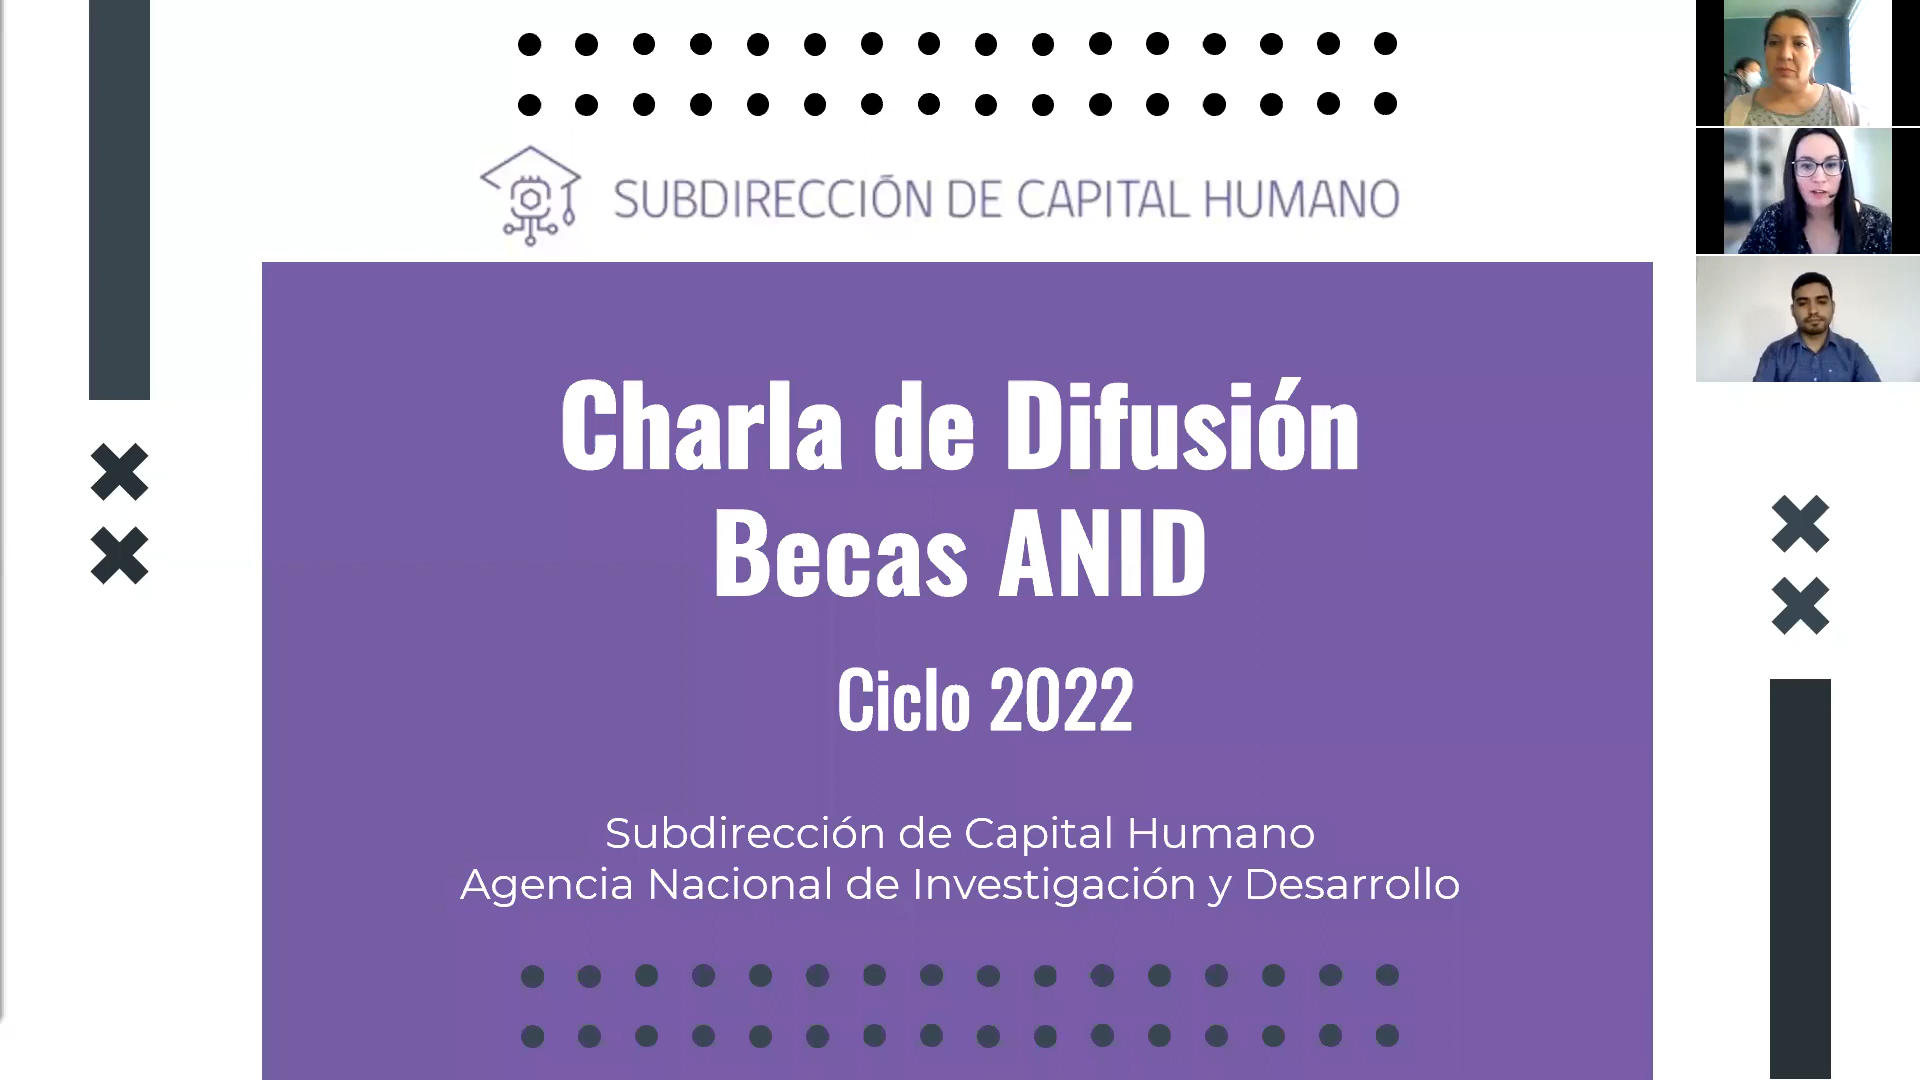 SUBDIRECCIÓN DE CAPITAL HUMANO
Charla de Difusión
Becas ANID
Ciclo 2022
Subdirección de Capital Humano
Agencia Nacional de Investigación y Desarrollo